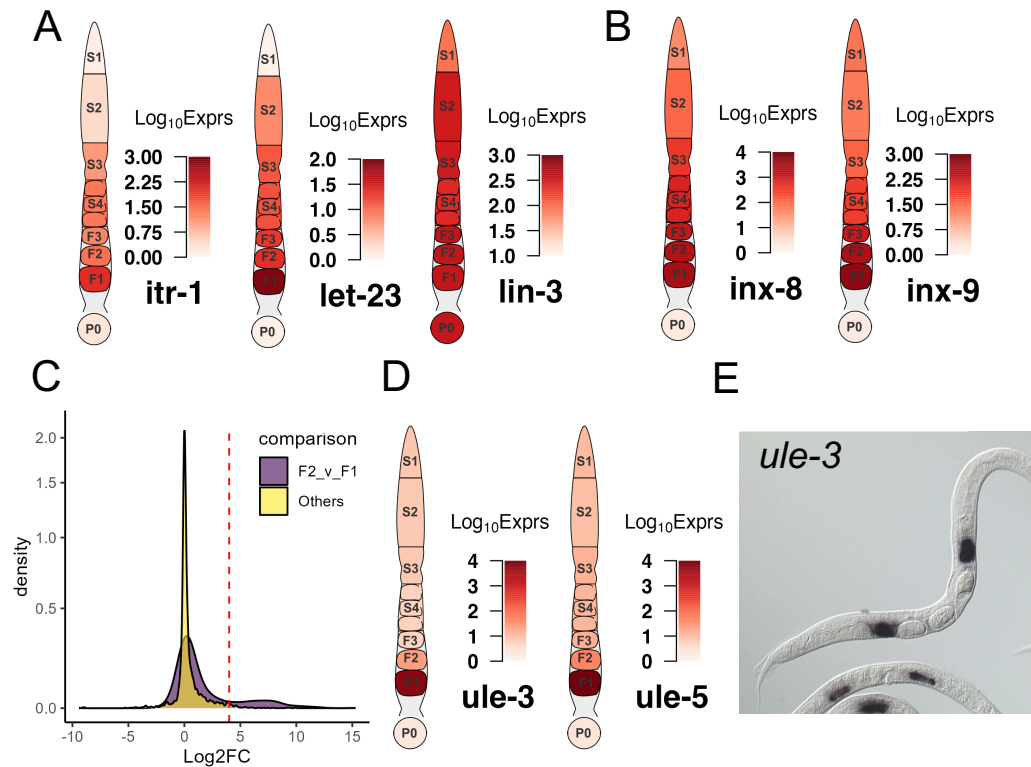 A
S1
S2
S3
S4
F3
F2
F1
P0
Log10Exprs
3.00
2.25
1.50
0.75
0.00
itr-1
S1
S2
S3
S4
F3
F2
F1
P0
Log10Exprs
2.0
1.5
1.0
0.5
0.0
let-23
S1
S2
S3
S4
F3
F2
F1
P0
Log10Exprs
3.0
2.5
2.0
1.5
1.0
lin-3
B
S1
S2
S3
S4
F3
F2
F1
P0
Log10Exprs
4
3
2
1
0
inx-8
S1
S2
S3
S4
F3
F2
F1
P0
Log10Exprs
3.00
2.25
1.50
0.75
0.00
inx-9
C
density
2.0
1.5
1.0
0.5
0.0
-10
-5
0
5
10
15
Log2FC
comparison
F2_v_F1
Others
D
S1
S2
S3
S4
F3
F2
F1
P0
Log10Exprs
4
3
2
1
0
ule-3
S1
S2
S3
S4
F3
F2
F1
P0
Log10Exprs
4
3
2
1
0
ule-5
E
ule-3